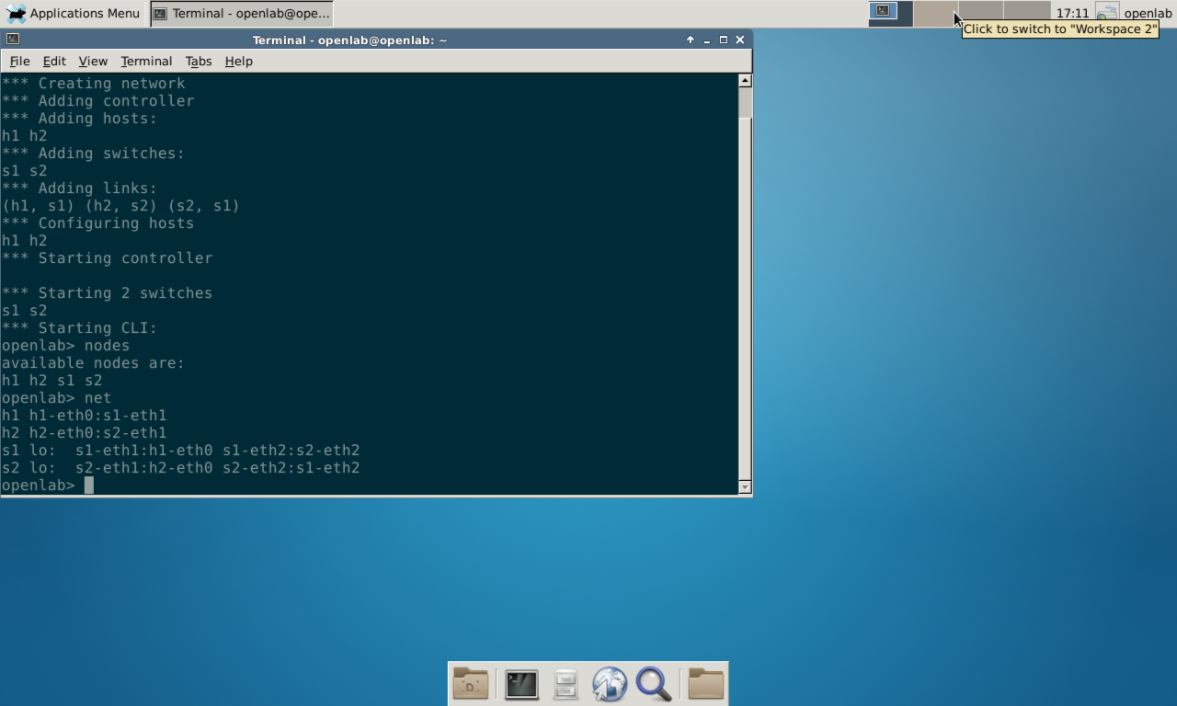 Applications Menu
Terminal - openlab@ope...
17:11
openlab
Click to switch to "Workspace 2"
Terminal - openlab@openlab: ~
File Edit View Terminal Tabs Help
*** Creating network
*** Adding controller
*** Adding hosts:
h1 h2
*** Adding switches:
s1 s2
*** Adding links:
(h1, s1) (h2, s2) (s2, s1)
*** Configuring hosts
h1 h2
*** Starting controller
*** Starting 2 switches
s1 s2
*** Starting CLI:
openlab> nodes
available nodes are:
h1 h2 s1 s2
openlab> net
h1 h1-eth0:s1-eth1
h2 h2-eth0:s2-eth1
s1 lo:  s1-eth1:h1-eth0 s1-eth2:s2-eth2
s2 lo:  s2-eth1:h2-eth0 s2-eth2:s1-eth2
openlab>